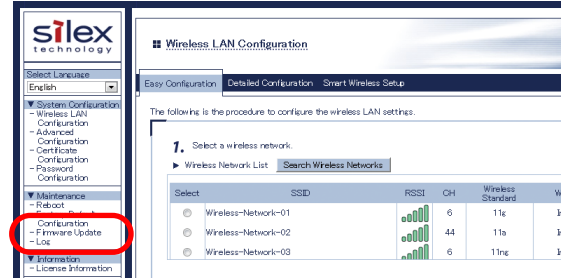 silex
technology
Select Language
English
▼ System Configuration
- Wireless LAN
Configuration
- Advanced
Configuration
- Certificate
Configuration
- Password
Configuration
▼ Maintenance
- Reboot
Configuration
- Firmware Update
- Log
▼ Information
- License Information
Wireless LAN Configuration
Easy Configuration Detailed Configuration Smart Wireless Setup
The following is the procedure to configure the wireless LAN settings.
1. Select a wireless network.
▶ Wireless Network List Search Wireless Networks
Select SSID RSSI CH Wireless
Standard
Wireless-Network-01 6 11g
Wireless-Network-02 44 11a
Wireless-Network-03 6 11ng